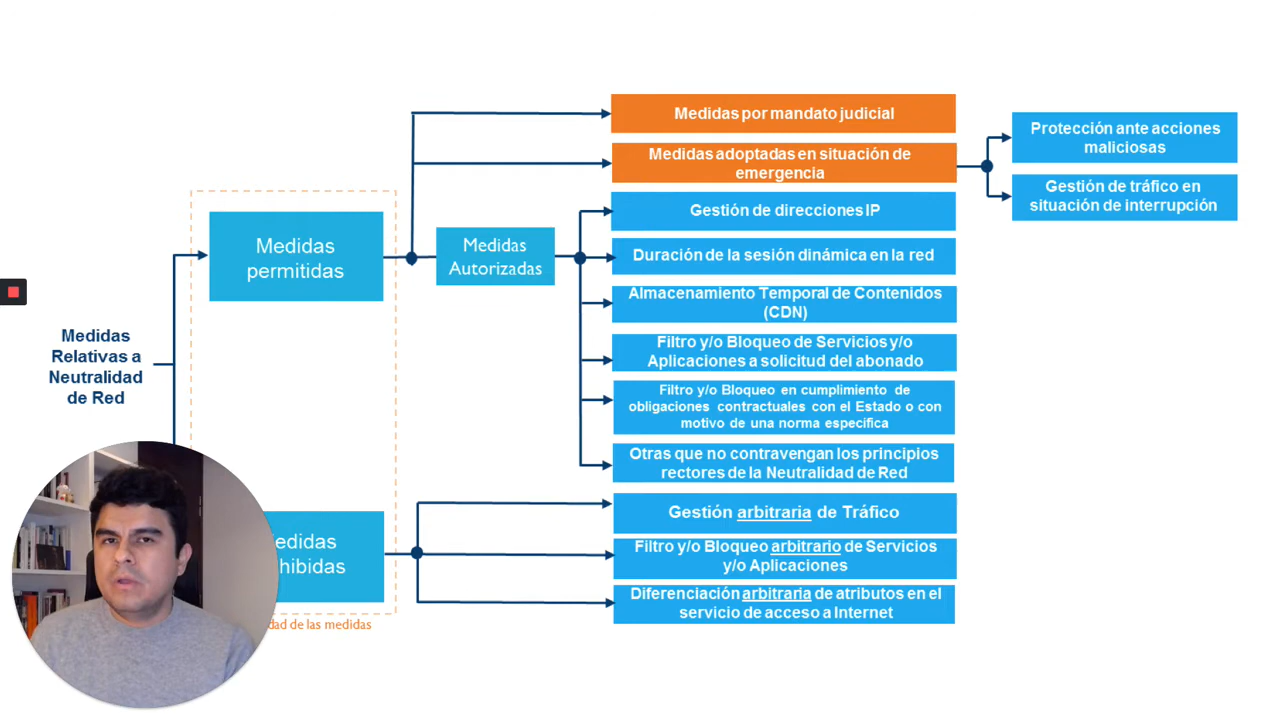 Medidas
Relativas a
Neutralidad
de Red
Medidas
permitidas
Medidas
Autorizadas
Medidas por mandato judicial
Medidas adoptadas en situación de
emergencia
Protección ante acciones
maliciosas
Gestión de tráfico en
situación de interrupción
Gestión de direcciones IP
Duración de la sesión dinámica en la red
Almacenamiento Temporal de Contenidos
(CDN)
Filtro y/o Bloqueo de Servicios y/o
Aplicaciones a solicitud del abonado
Filtro y/o Bloqueo en cumplimiento de
obligaciones contractuales con el Estado o con
motivo de una norma específica
Otras que no contravengan los principios
rectores de la Neutralidad de Red
Gestión arbitraria de Tráfico
Filtro y/o Bloqueo arbitrario de Servicios
y/o Aplicaciones
Diferenciación arbitraria de atributos en el
servicio de acceso a Internet
de las medidas